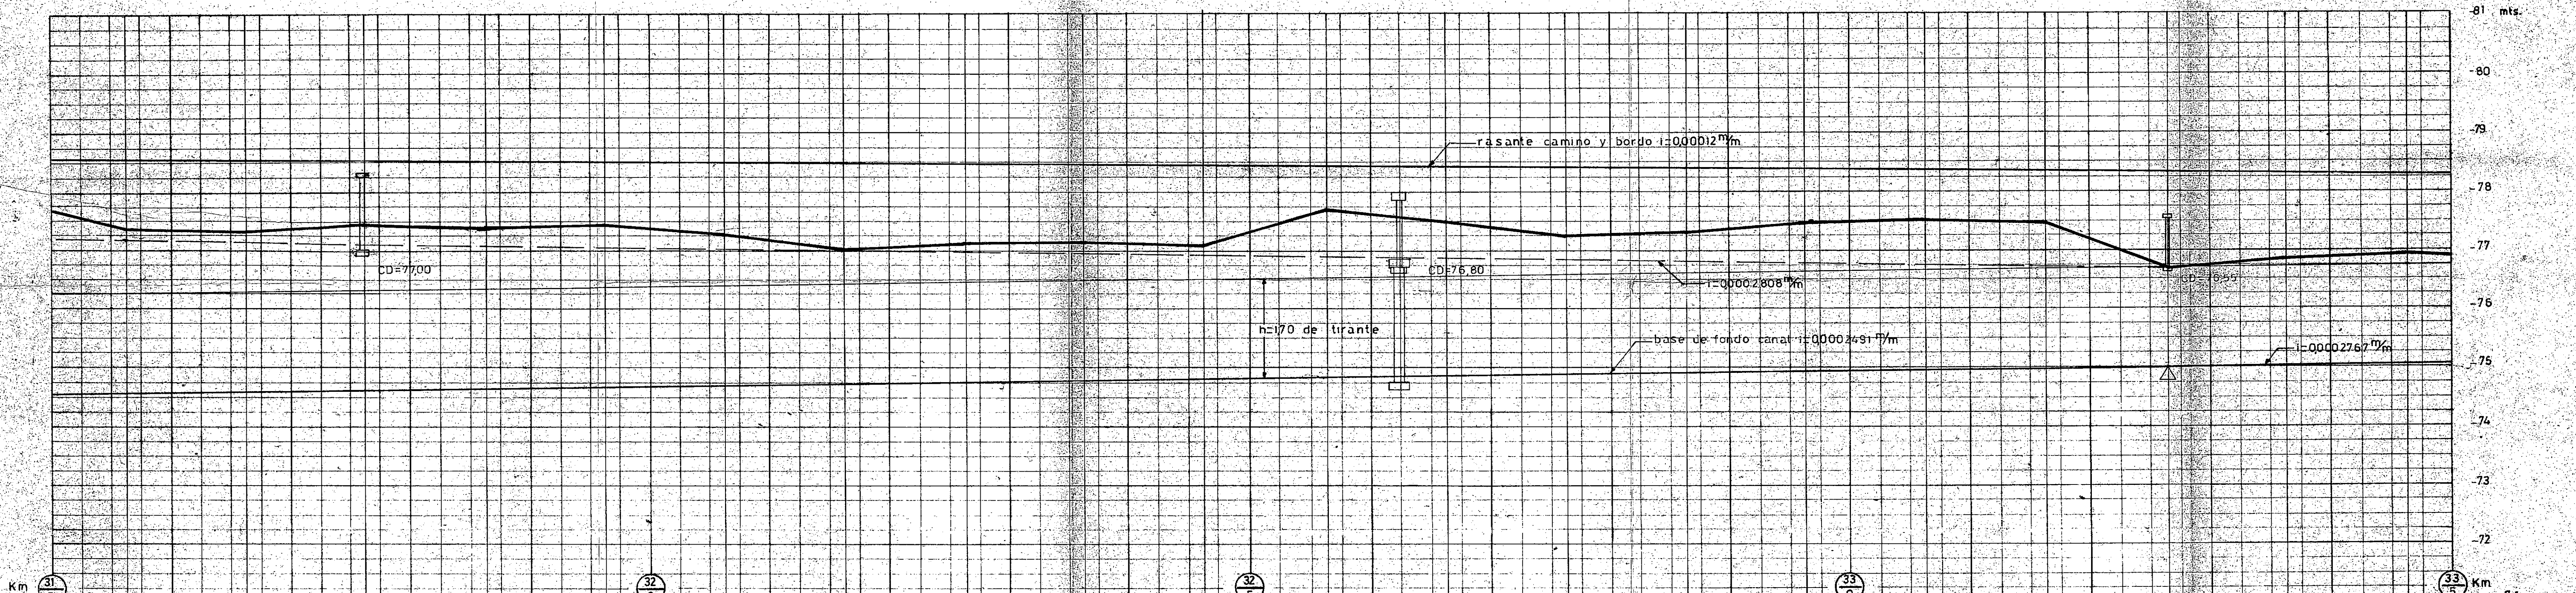 -81 mts.
-80
-79
rasante camino y bordo i=0,00012 m/m
-78
-77
CD=77,00
CD=76,80
i=0,0002808 m/m
-76
h=1,70 de tirante
base de fondo canal i=0,0002491 m/m
i=0,0002767 m/m
-75
-74
-73
-72
Km 31
32
32
33
33 Km